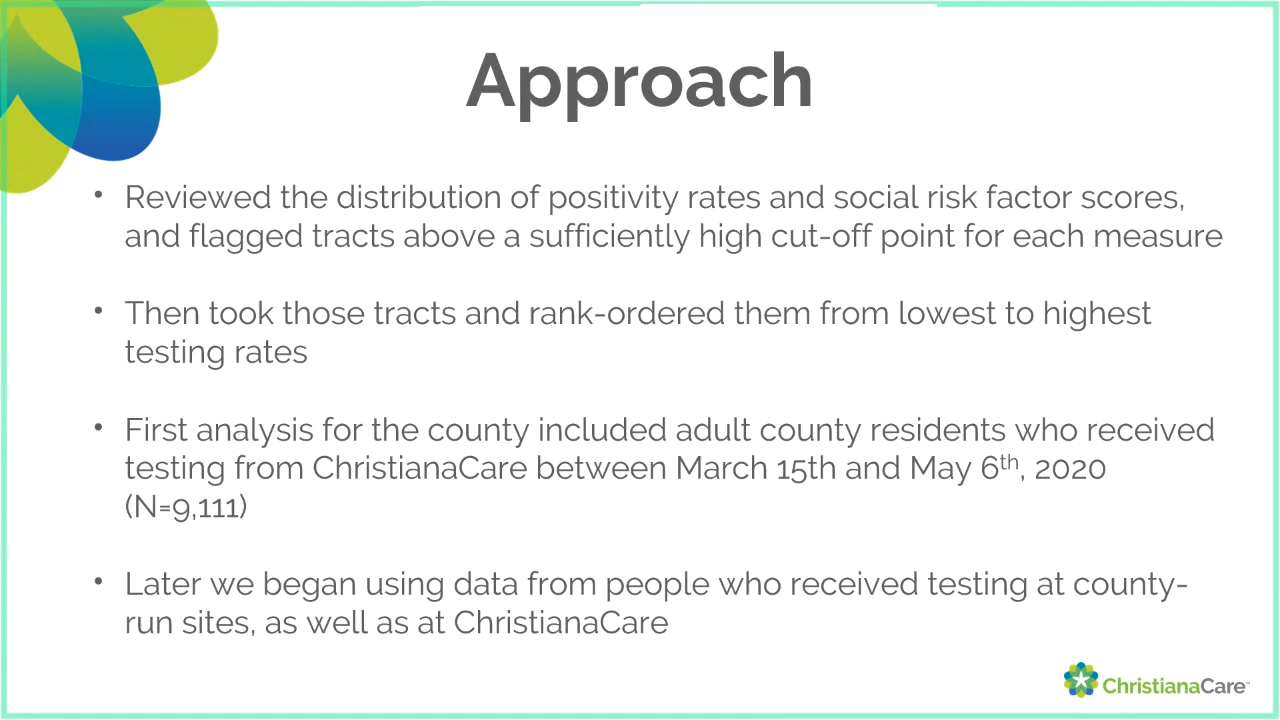 Approach
• Reviewed the distribution of positivity rates and social risk factor scores,
and flagged tracts above a sufficiently high cut-off point for each measure
• Then took those tracts and rank-ordered them from lowest to highest
testing rates
• First analysis for the county included adult county residents who received
testing from ChristianaCare between March 15th and May 6th, 2020
(N=9,111)
• Later we began using data from people who received testing at county-
run sites, as well as at ChristianaCare
ChristianaCare™